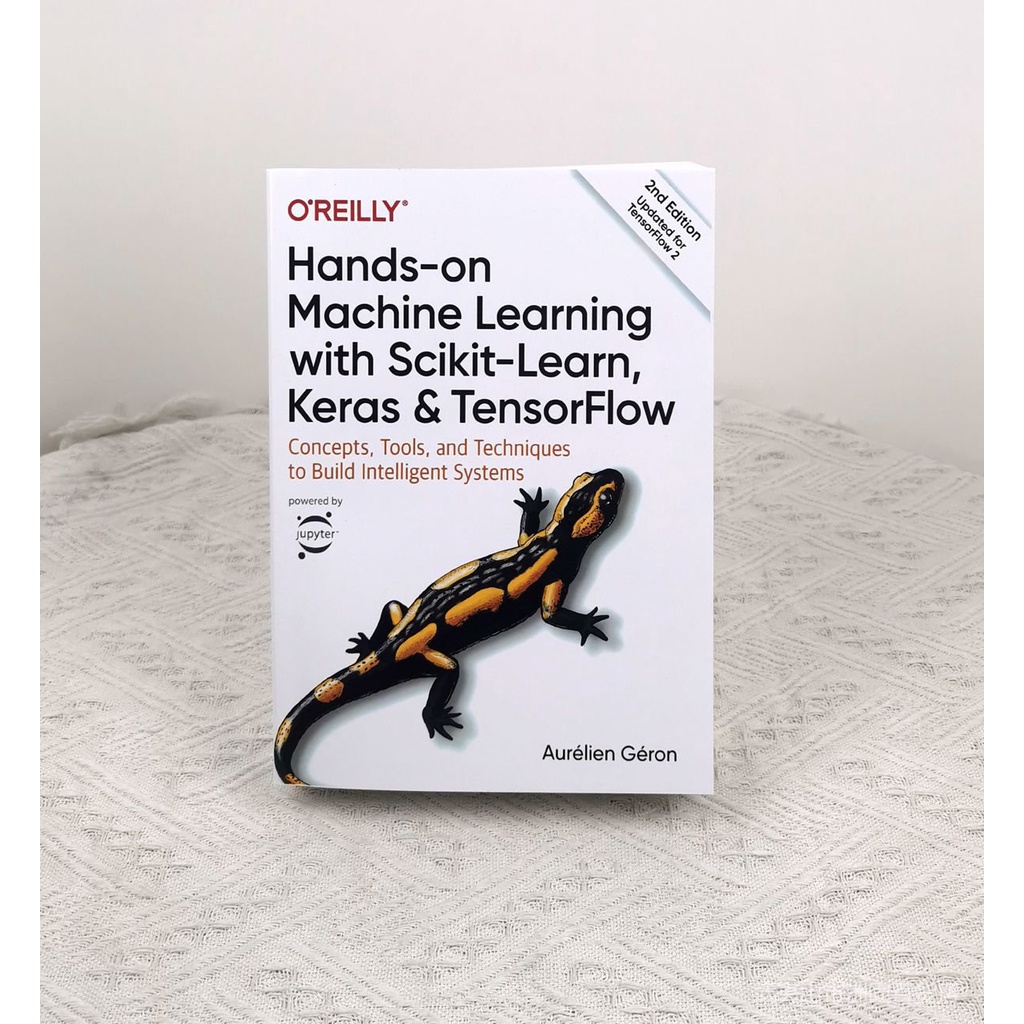 O'REILLY®
2nd Edition
Updated for
TensorFlow 2
Hands-on
Machine Learning
with Scikit-Learn,
Keras & TensorFlow
Concepts, Tools, and Techniques
to Build Intelligent Systems
powered by
jupyter™
Aurélien Géron